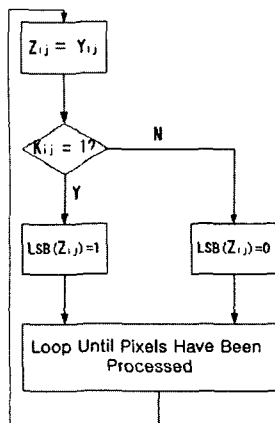 Zij = Yij
Kij = 1?
N
Y
LSB(Zij)=1
LSB(Zij)=0
Loop Until Pixels Have Been
Processed